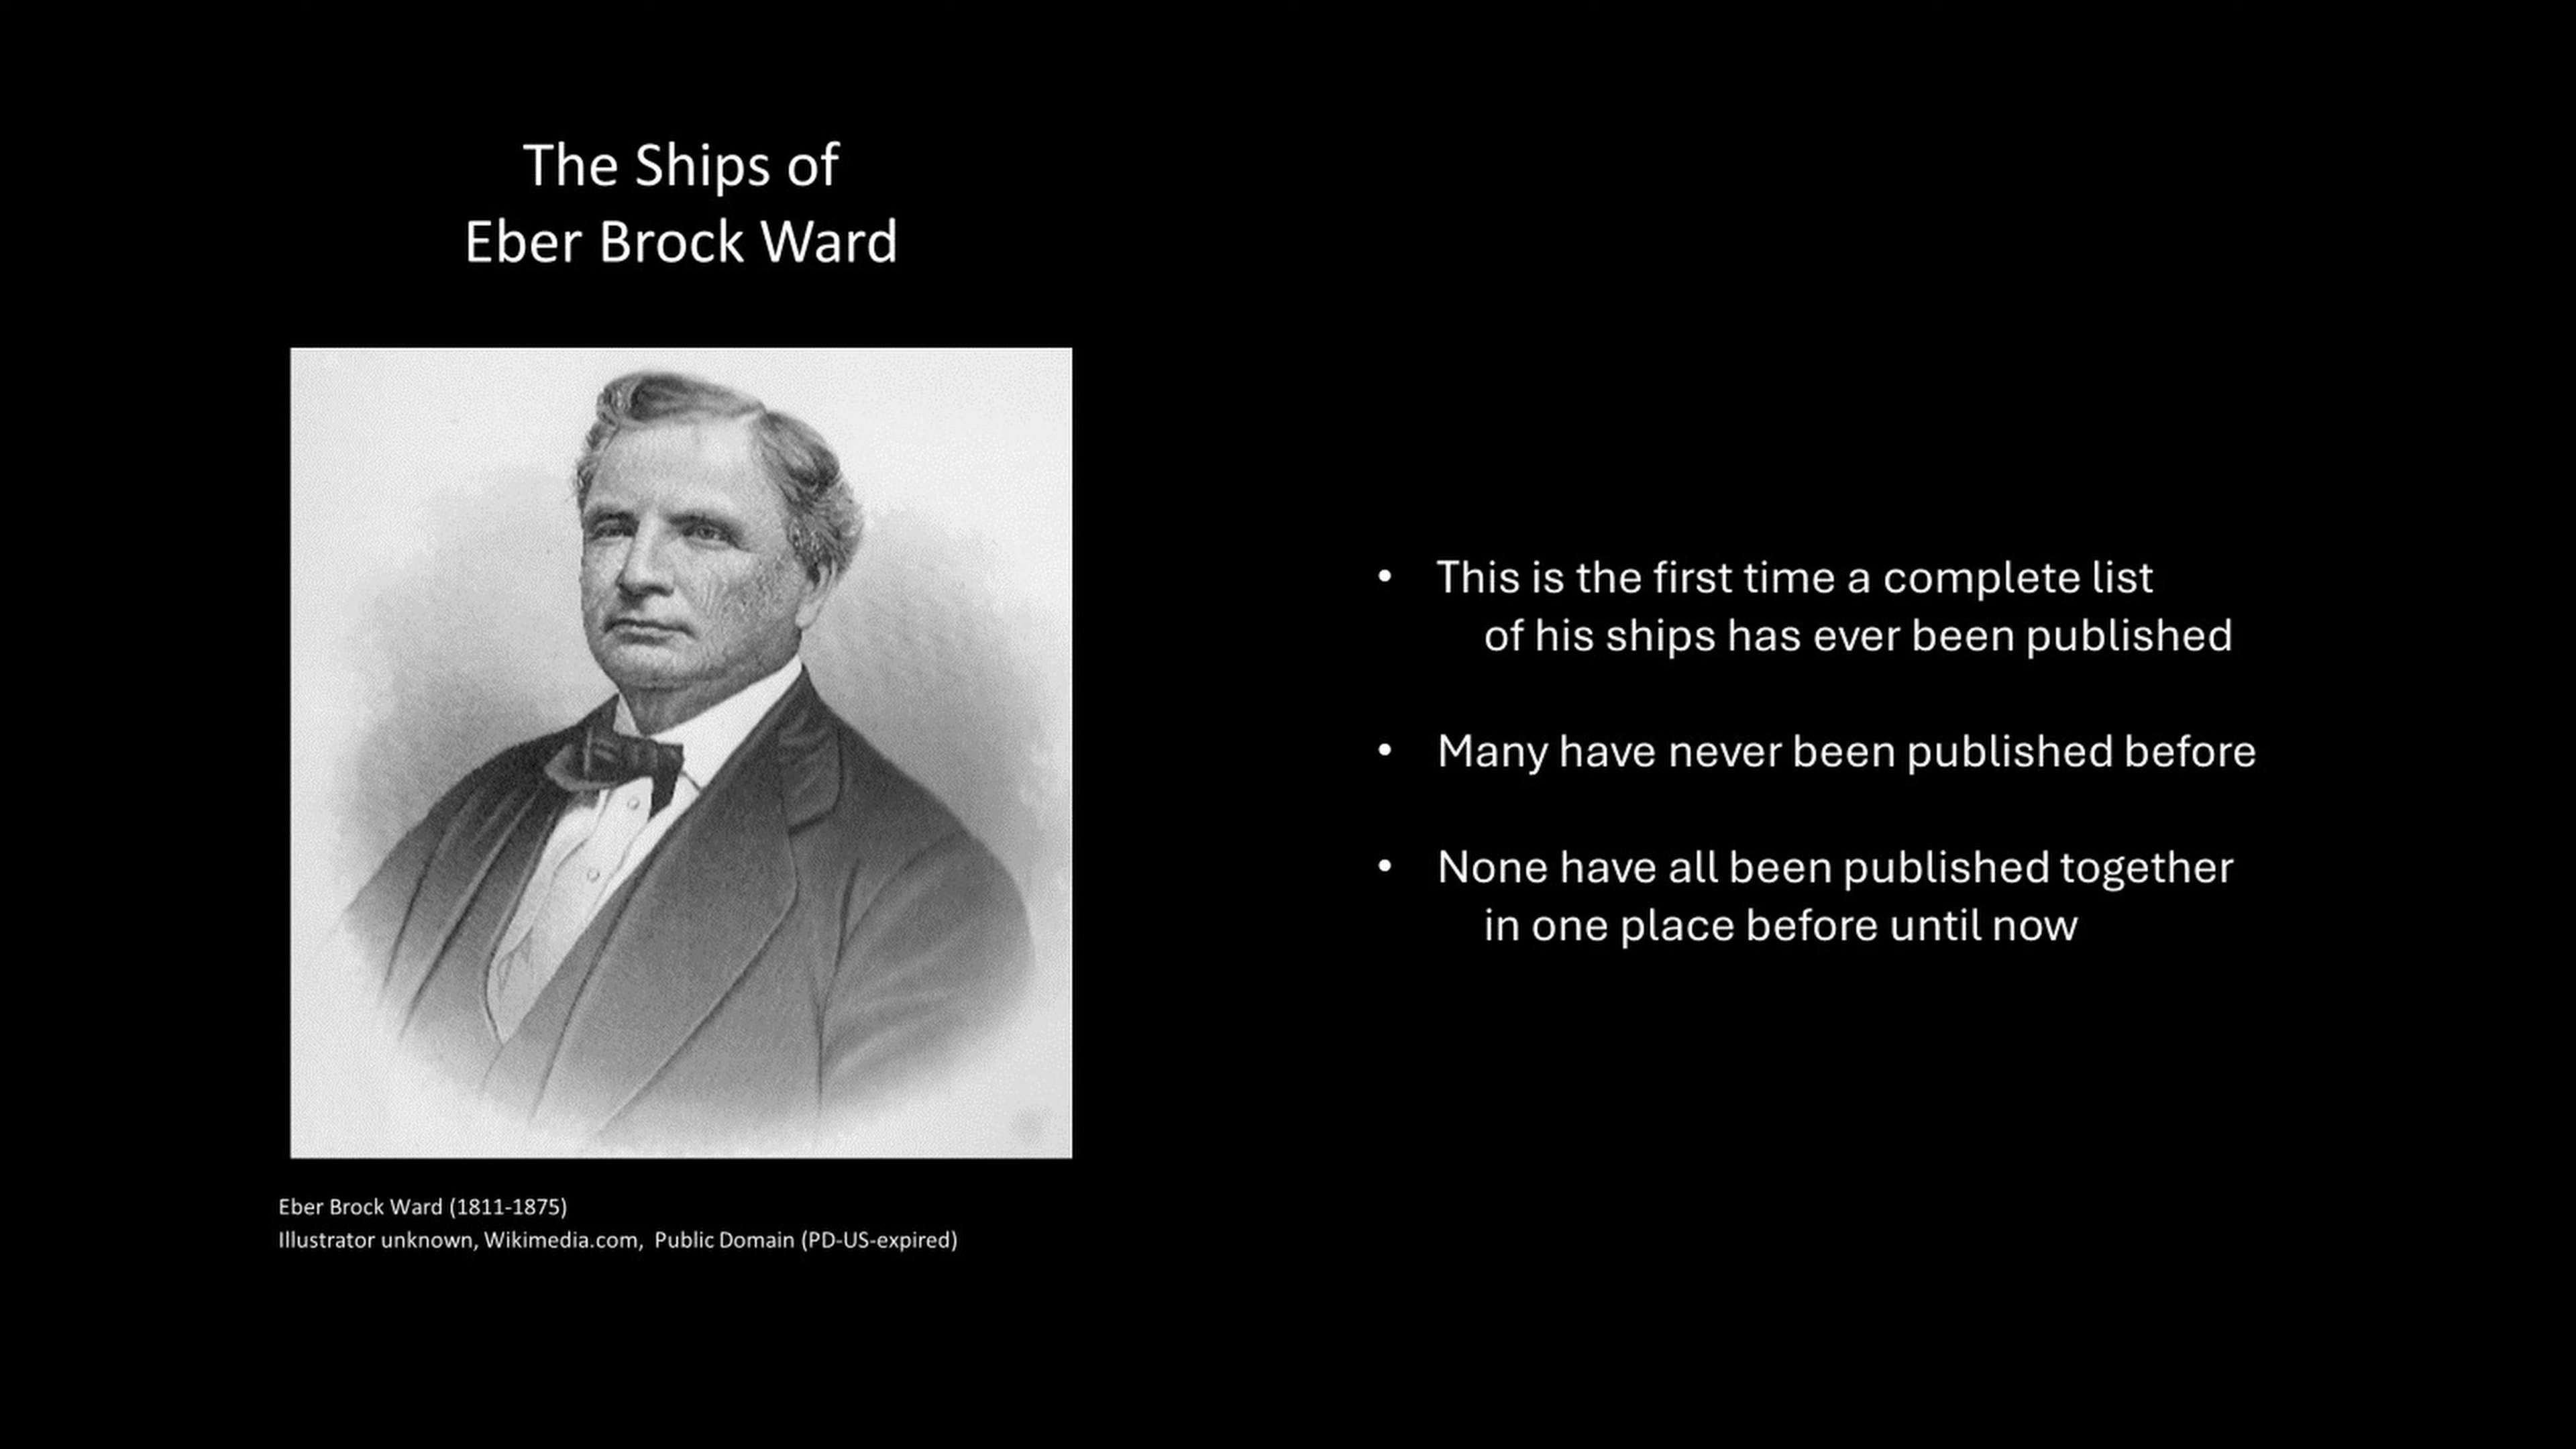 The Ships of
Eber Brock Ward
• This is the first time a complete list
of his ships has ever been published
• Many have never been published before
• None have all been published together
in one place before until now
Eber Brock Ward (1811-1875)
Illustrator unknown, Wikimedia.com,  Public Domain (PD-US-expired)